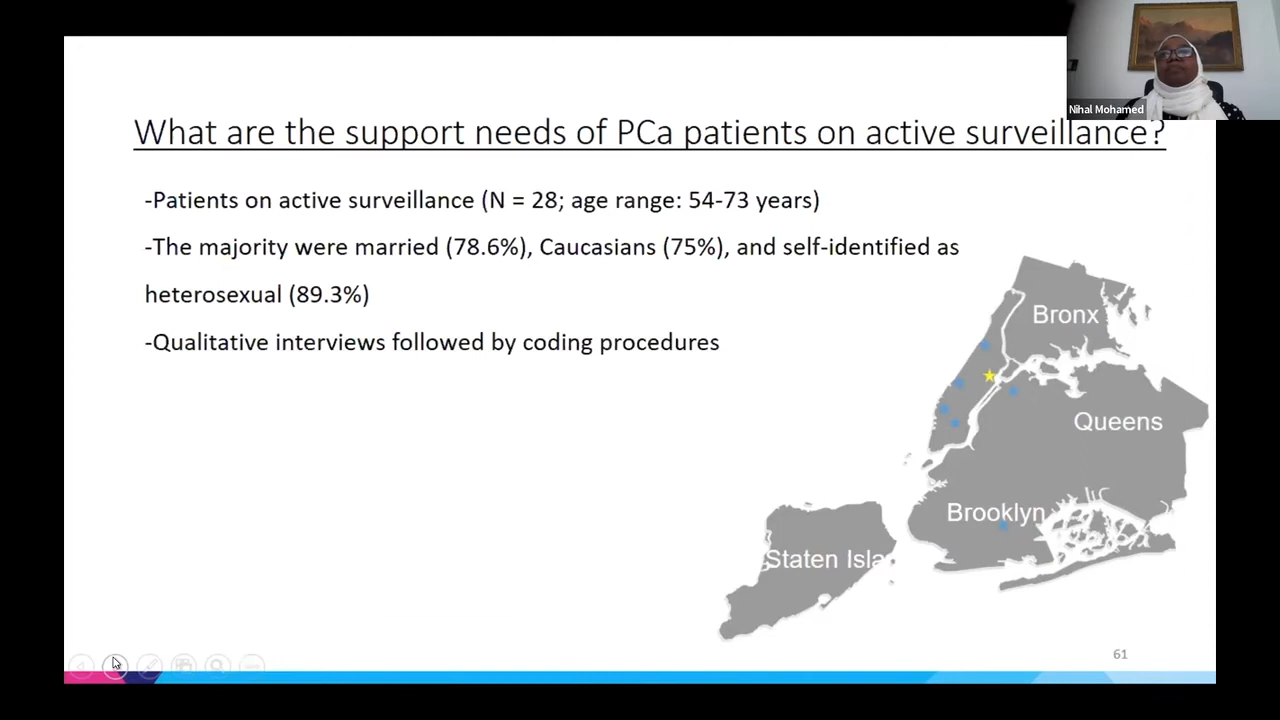 Nihal Mohamed
What are the support needs of PCa patients on active surveillance?
-Patients on active surveillance (N = 28; age range: 54-73 years)
-The majority were married (78.6%), Caucasians (75%), and self-identified as
heterosexual (89.3%)
-Qualitative interviews followed by coding procedures
Bronx
Queens
Brooklyn
Staten Isla
61